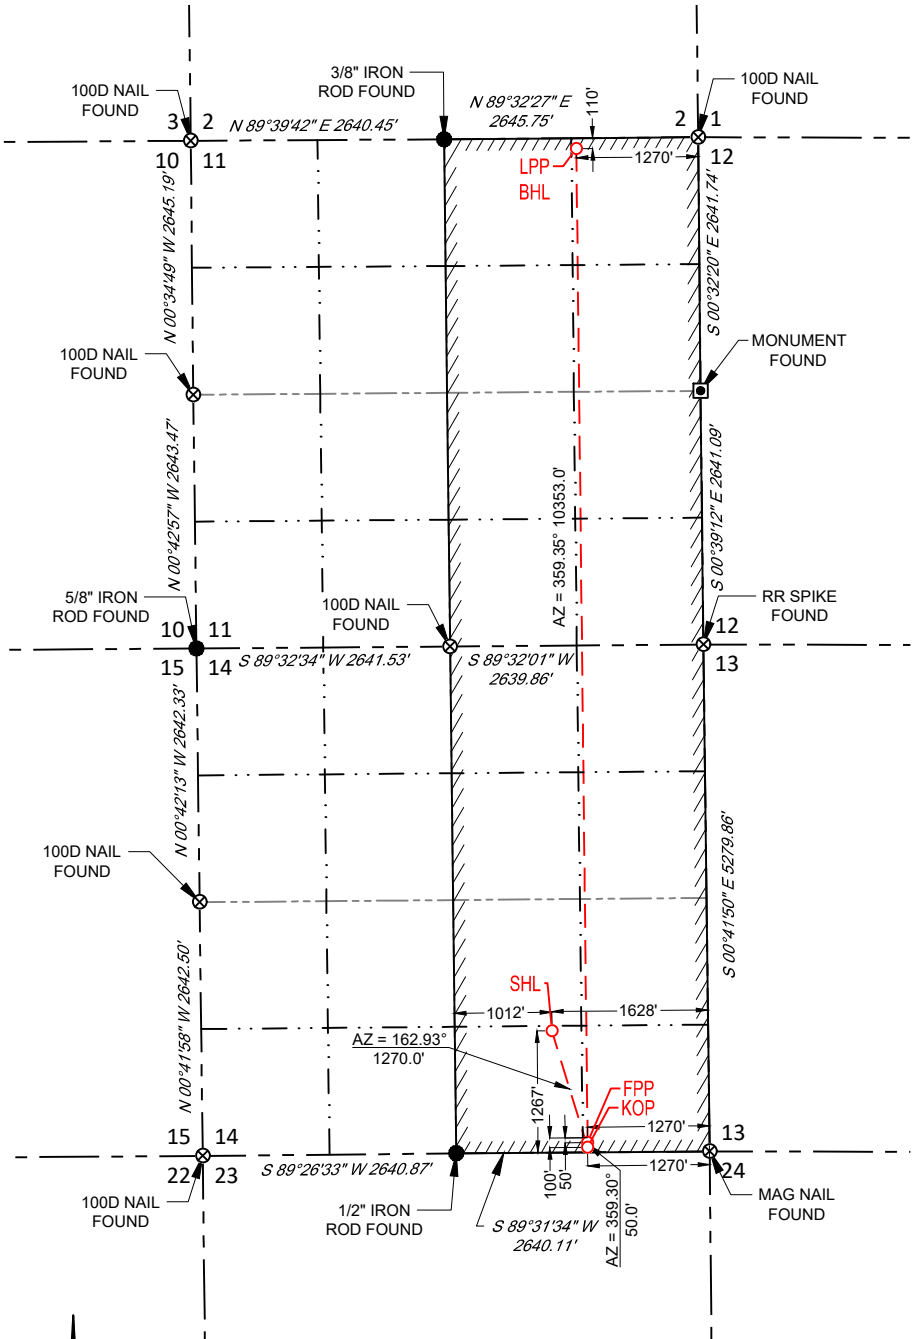 3/8" IRON
ROD FOUND
100D NAIL
FOUND
100D NAIL
FOUND
N 89°32'27" E
2645.75'
110'
3 2
N 89°39'42" E 2640.45'
2 1
10 11
12
1270'
LPP
BHL
N 00°34'49" W 2645.19'
S 00°32'20" E 2641.74'
100D NAIL
FOUND
MONUMENT
FOUND
N 00°42'57" W 2643.47'
AZ = 359.35° 10353.0'
S 00°39'12" E 2641.09'
5/8" IRON
ROD FOUND
100D NAIL
FOUND
RR SPIKE
FOUND
10 11
12
15 14
13
S 89°32'34" W 2641.53'
S 89°32'01" W
2639.86'
N 00°42'13" W 2642.33'
S 00°41'50" E 5279.86'
100D NAIL
FOUND
N 00°41'58" W 2642.50'
SHL
1012'
1628'
AZ = 162.93°
1270.0'
1267'
FPP
KOP
1270'
15 14
13
22 23
24
S 89°26'33" W 2640.87'
1270'
100'
50'
AZ = 359.30°
50.0'
100D NAIL
FOUND
1/2" IRON
ROD FOUND
S 89°31'34" W
2640.11'
MAG NAIL
FOUND